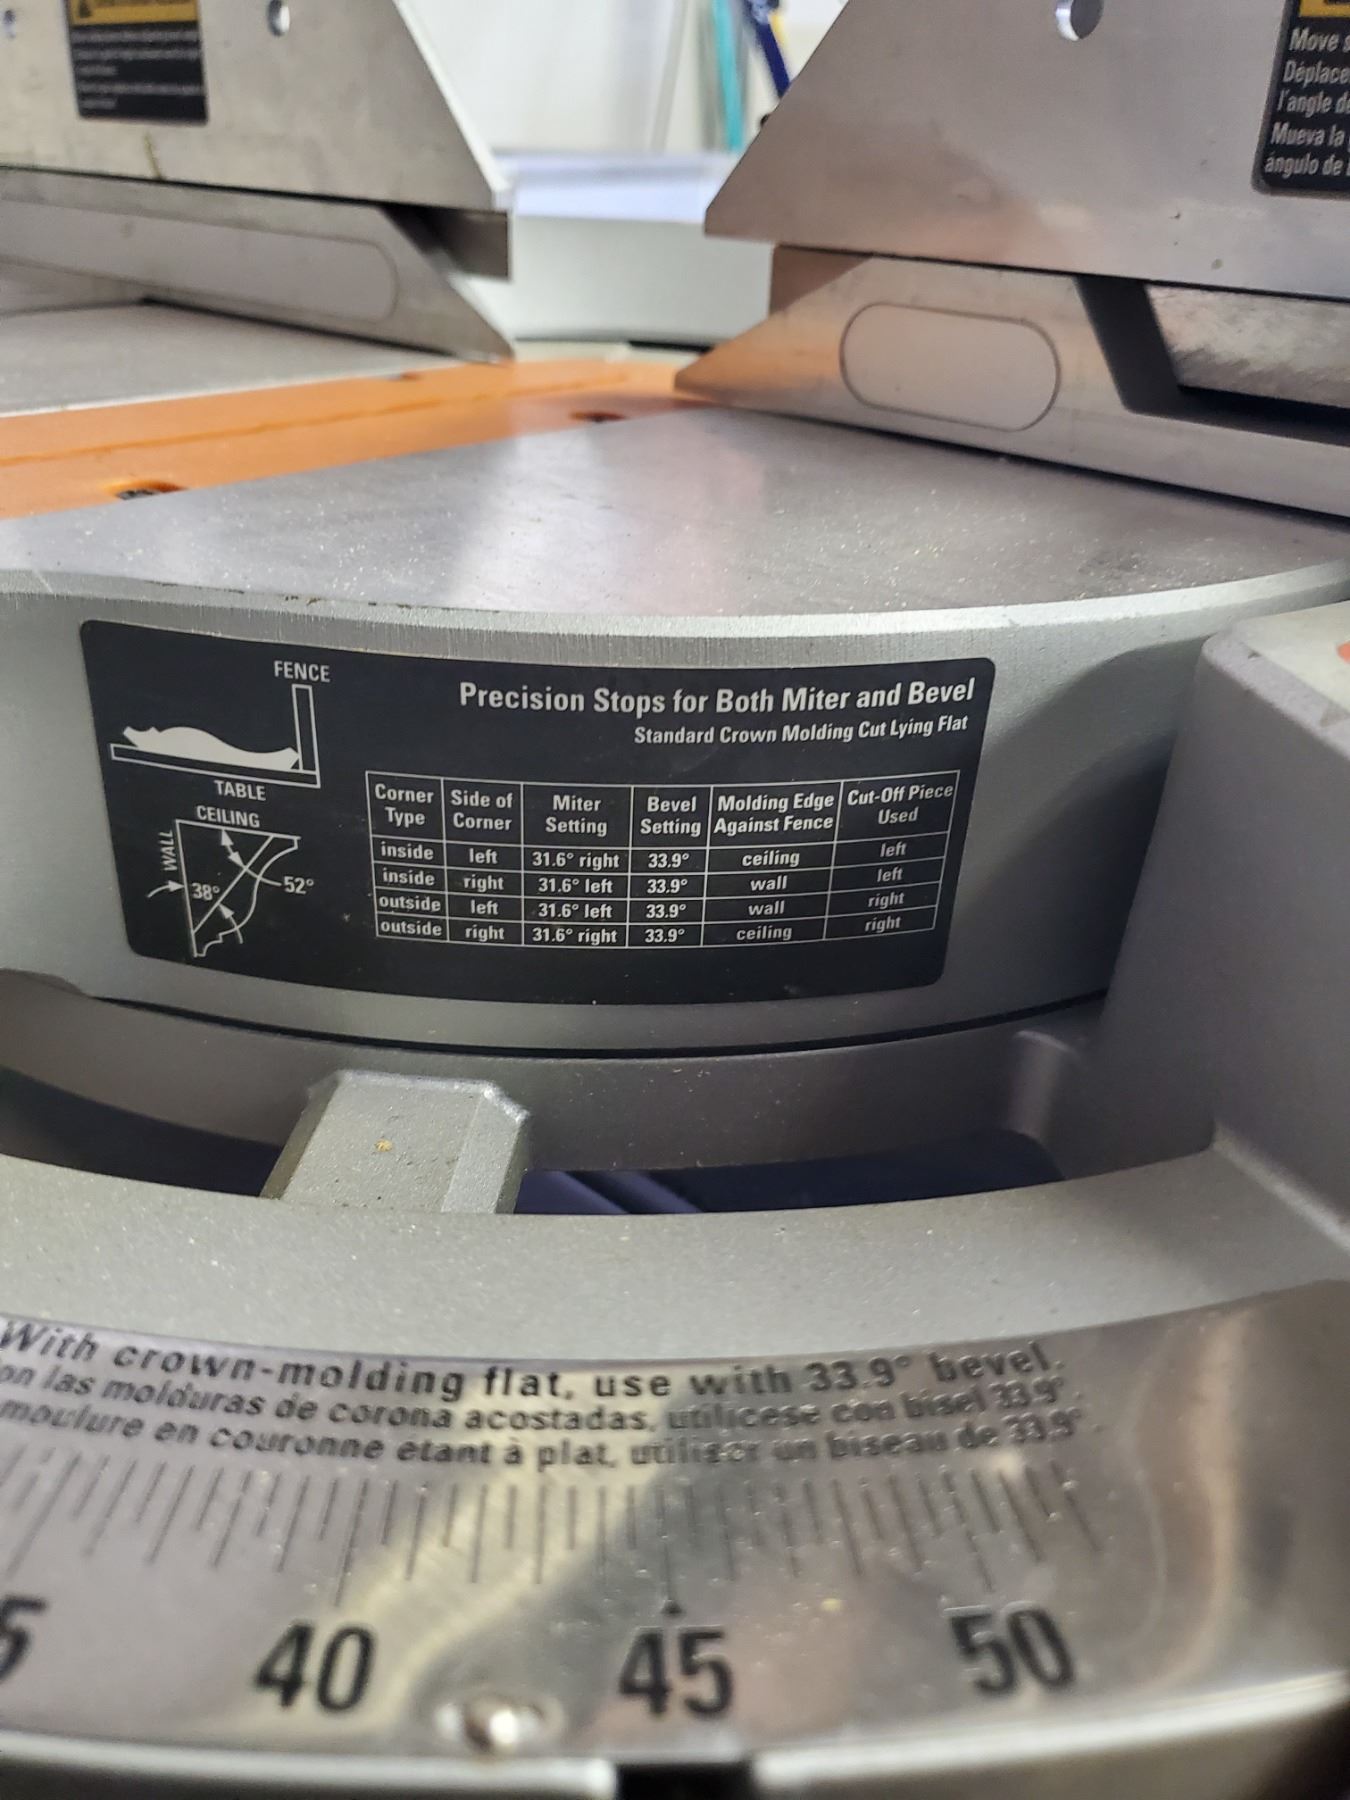 Move
Déplace
l'angle
Mueva la
ángulo de
FENCE
TABLE
CEILING
WALL
38°
52°
Precision Stops for Both Miter and Bevel
Standard Crown Molding Cut Lying Flat
Corner Type Side of Corner Miter Setting Bevel Setting Molding Edge Against Fence Cut-Off Piece Used
inside left 31.6° right 33.9° ceiling left
inside right 31.6° left 33.9° wall left
outside left 31.6° left 33.9° wall right
outside right 31.6° right 33.9° ceiling right
With crown-molding flat, use with 33.9° bevel.
on las molduras de corona acostadas, utilicese con bisel 33.9°.
moulure en couronne etant à plat, utiliser un biseau de 33.9°.
5 40 45 50